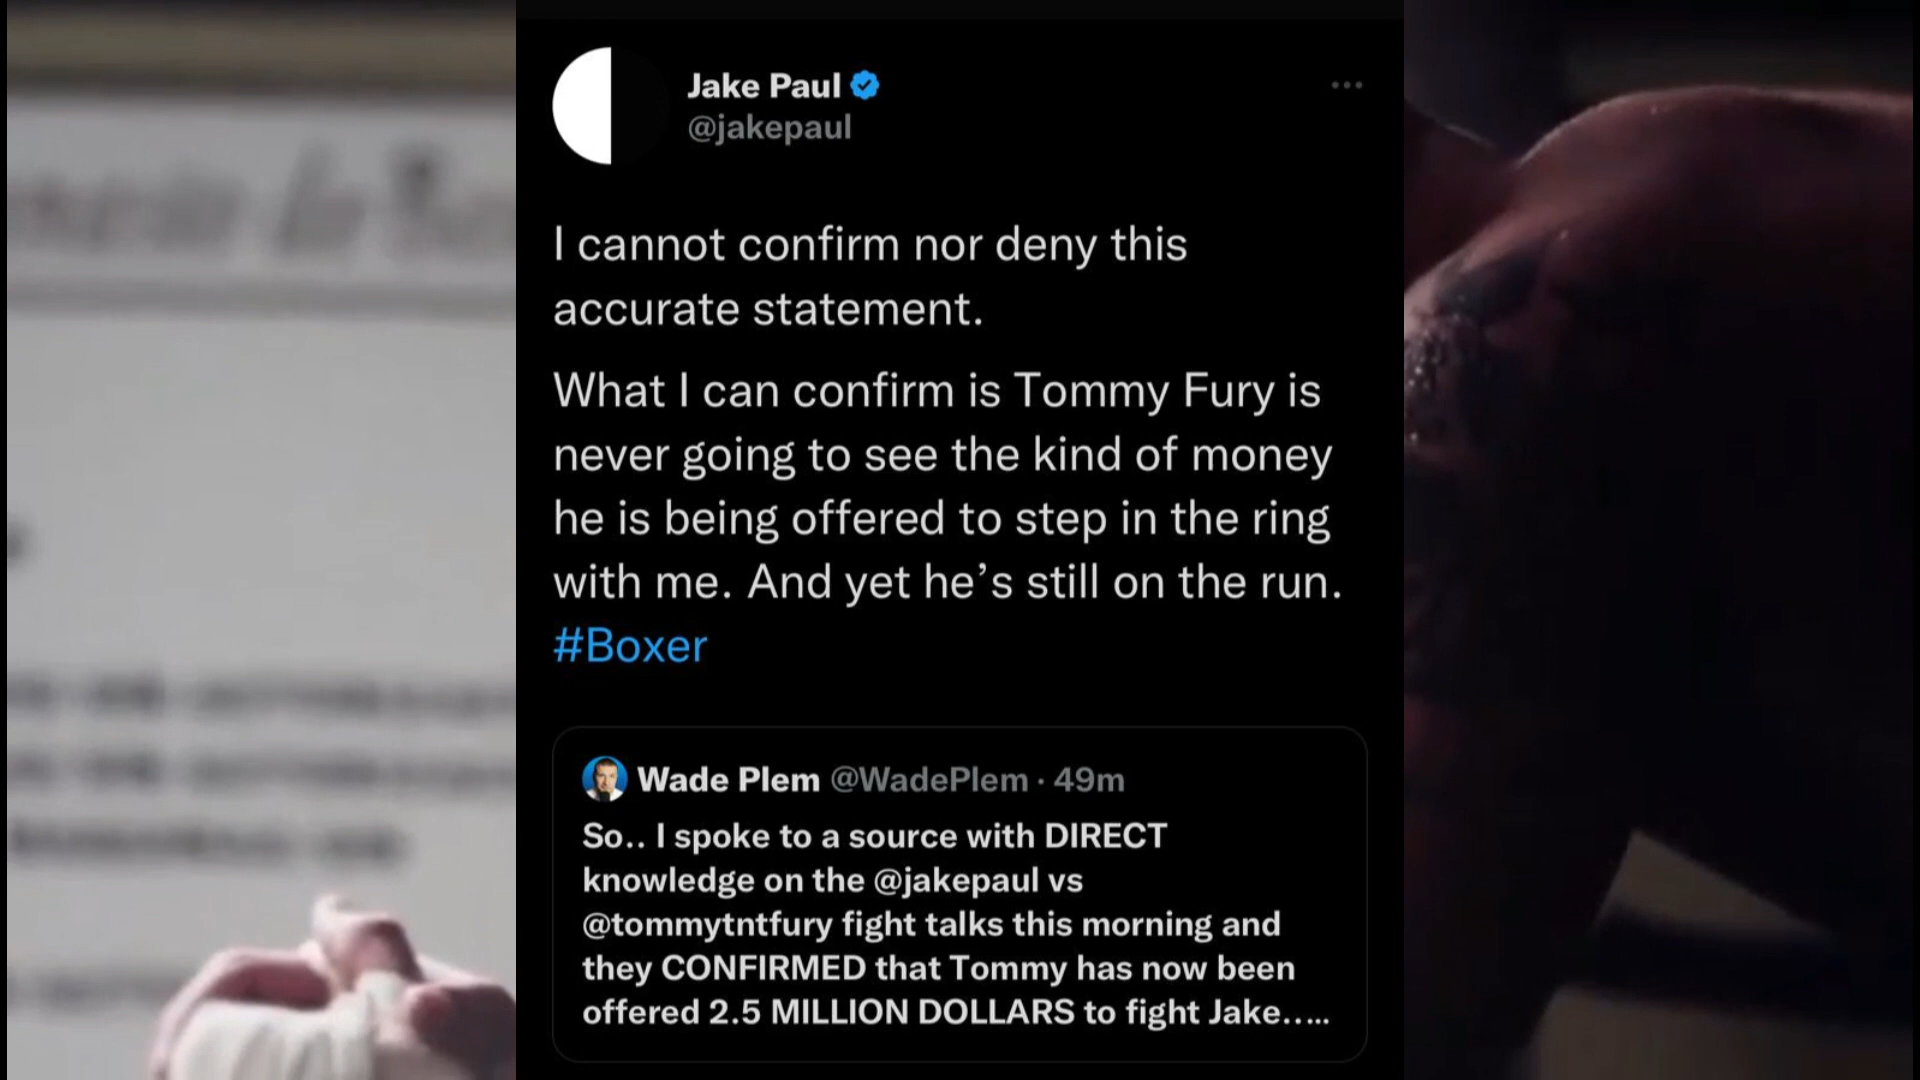 Jake Paul
@jakepaul
I cannot confirm nor deny this
accurate statement.
What I can confirm is Tommy Fury is
never going to see the kind of money
he is being offered to step in the ring
with me. And yet he’s still on the run.
#Boxer
Wade Plem @WadePlem · 49m
So.. I spoke to a source with DIRECT
knowledge on the @jakepaul vs
@tommytntfury fight talks this morning and
they CONFIRMED that Tommy has now been
offered 2.5 MILLION DOLLARS to fight Jake.....